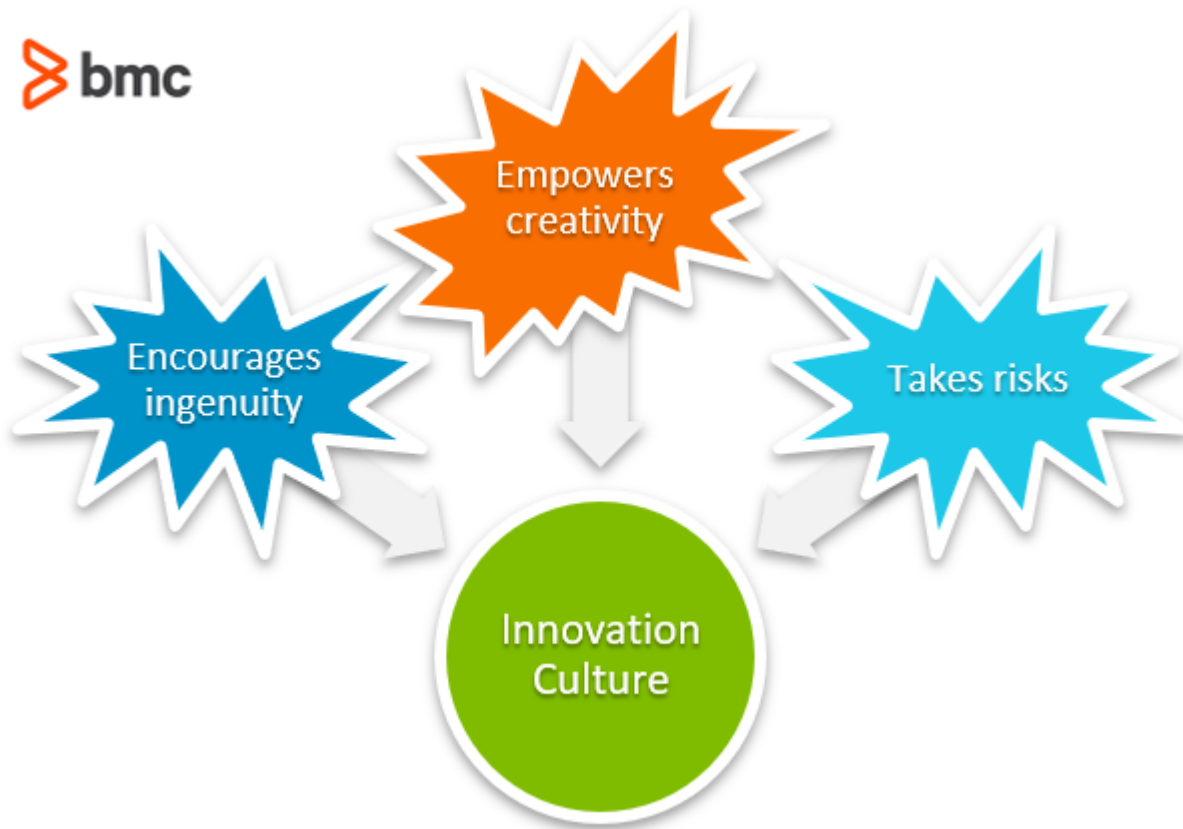 bmc
Empowers
creativity
Encourages
ingenuity
Takes risks
Innovation
Culture